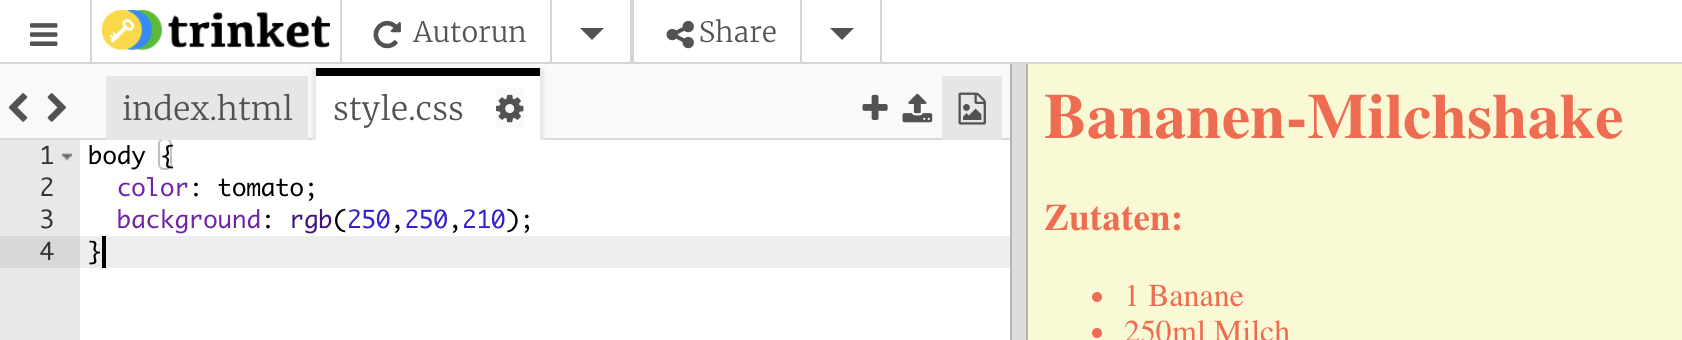 trinket Autorun Share
index.html style.css
1 body {
2 color: tomato;
3 background: rgb(250,250,210);
4 }
Bananen-Milchshake
Zutaten:
• 1 Banane
• 250ml Milch